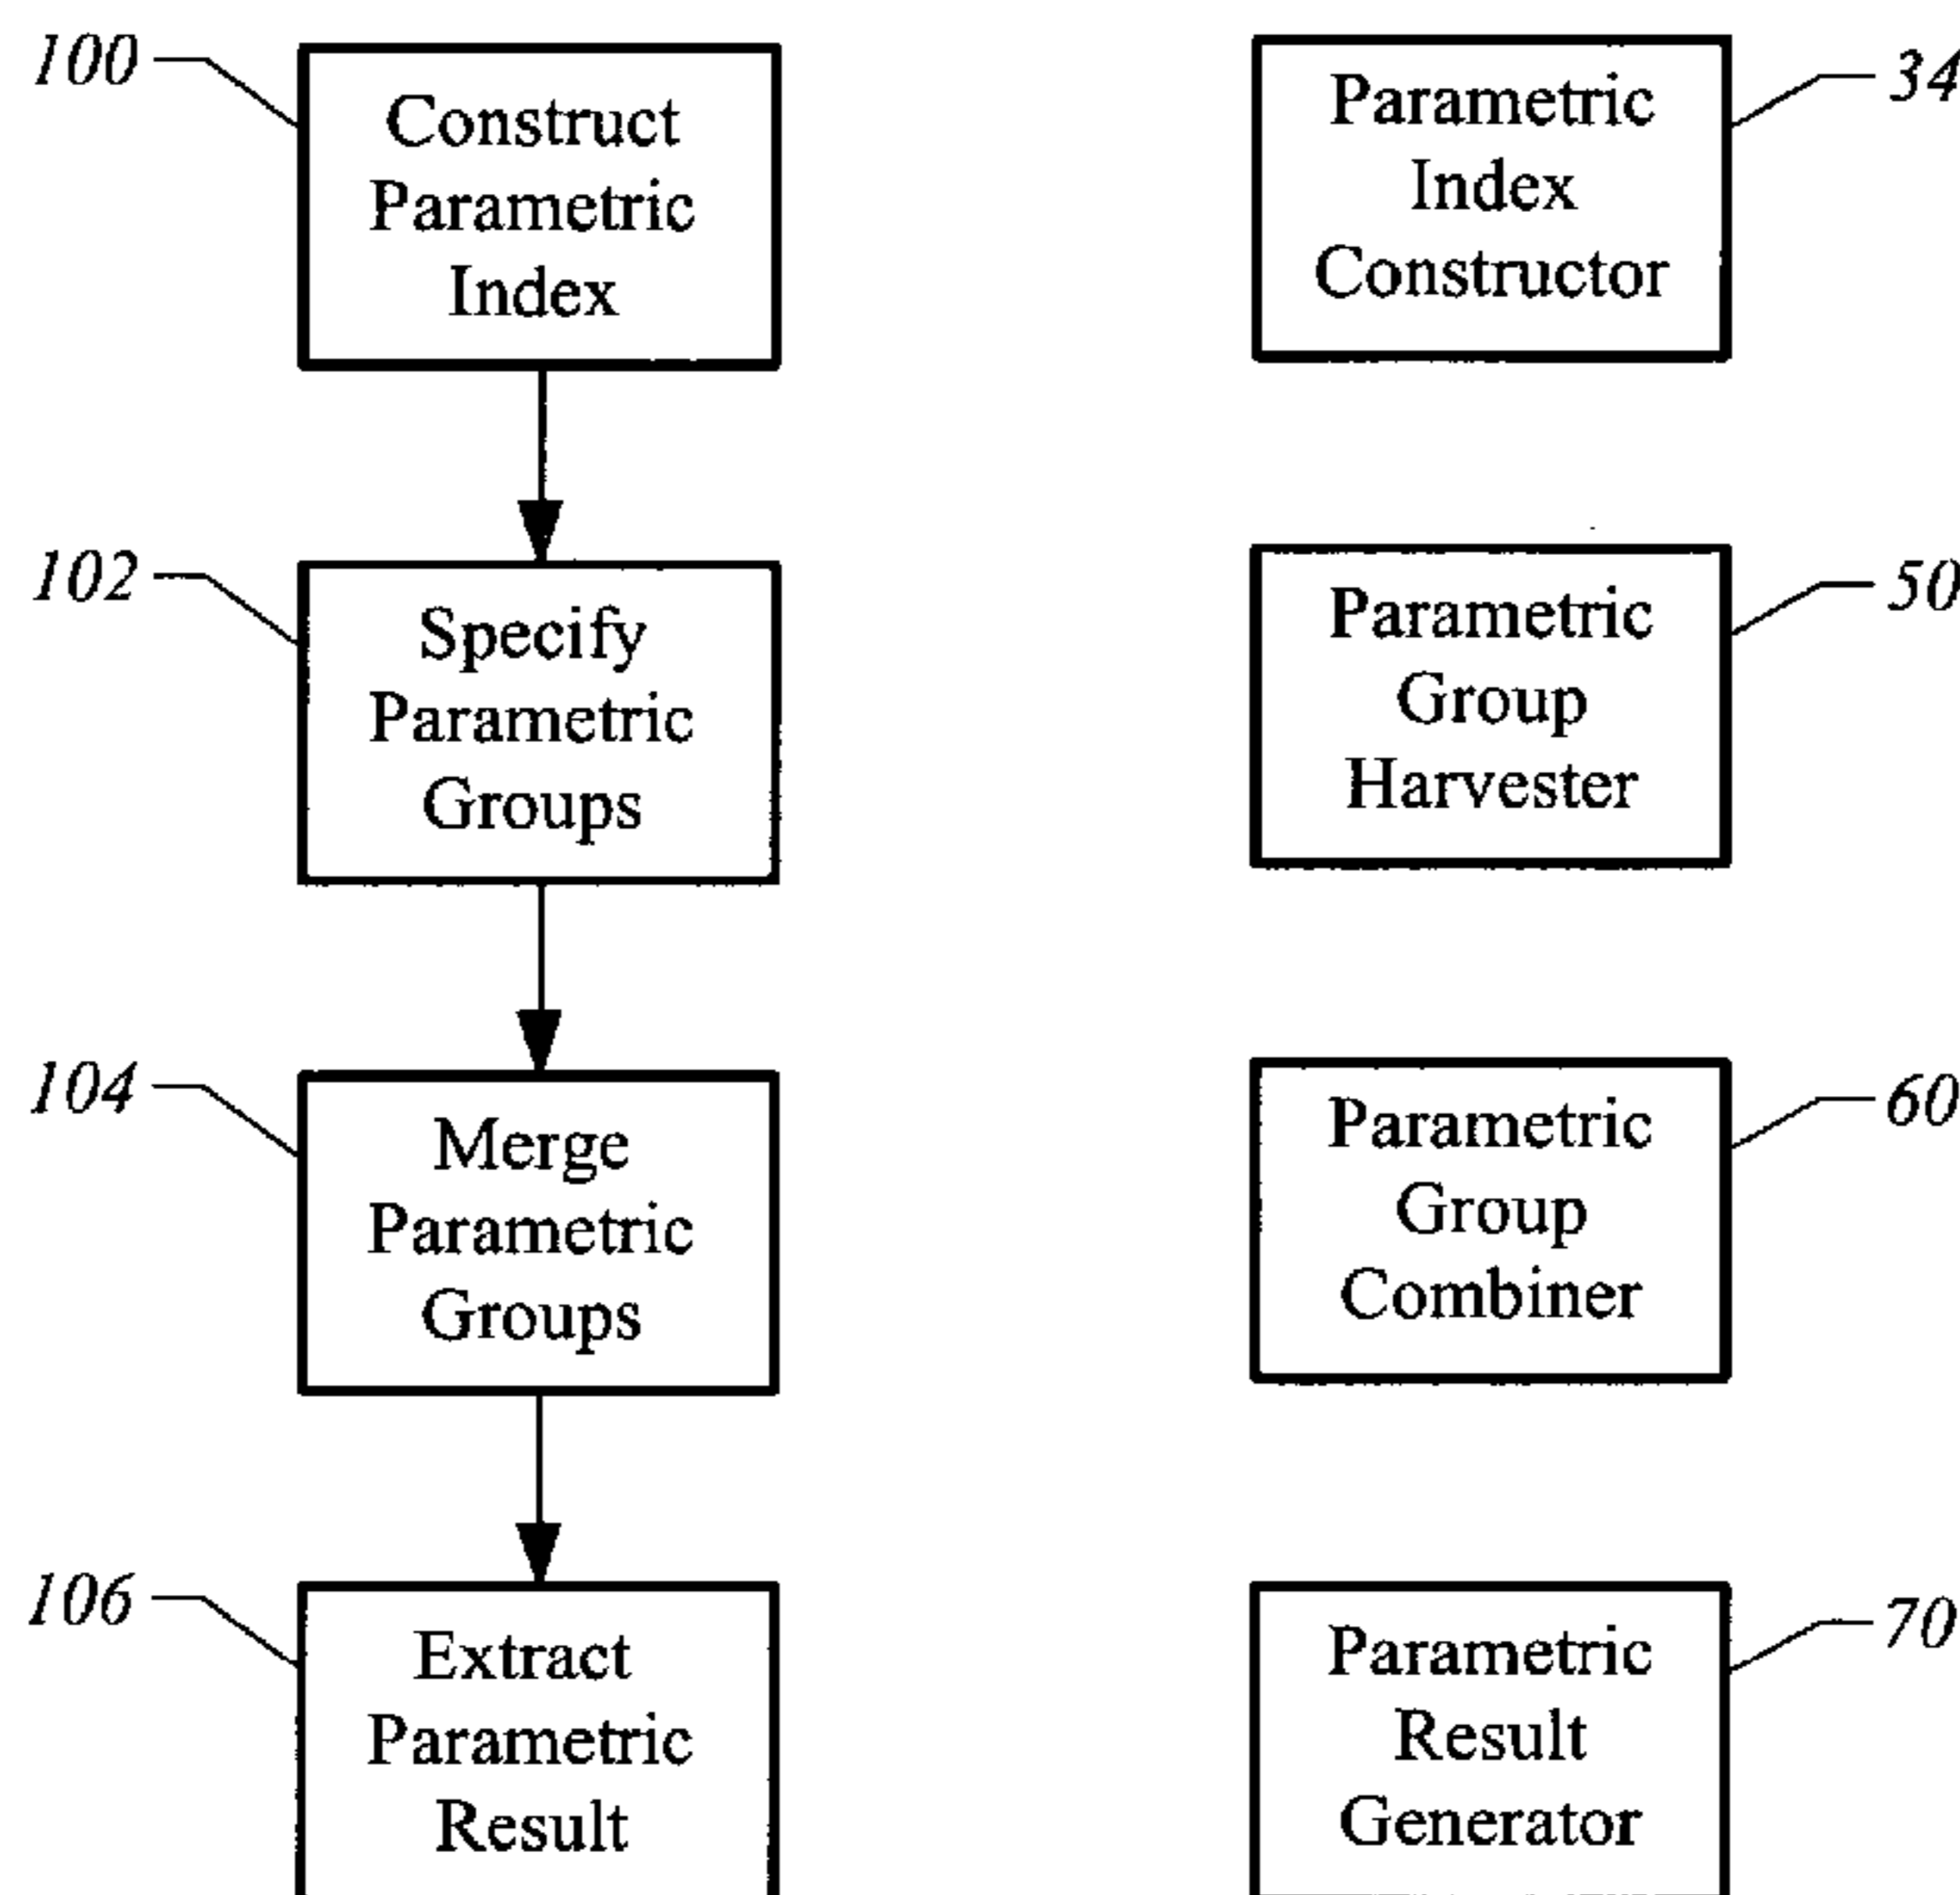 100
Construct
Parametric
Index
Parametric
Index
Constructor
34
102
Specify
Parametric
Groups
Parametric
Group
Harvester
50
104
Merge
Parametric
Groups
Parametric
Group
Combiner
60
106
Extract
Parametric
Result
Parametric
Result
Generator
70